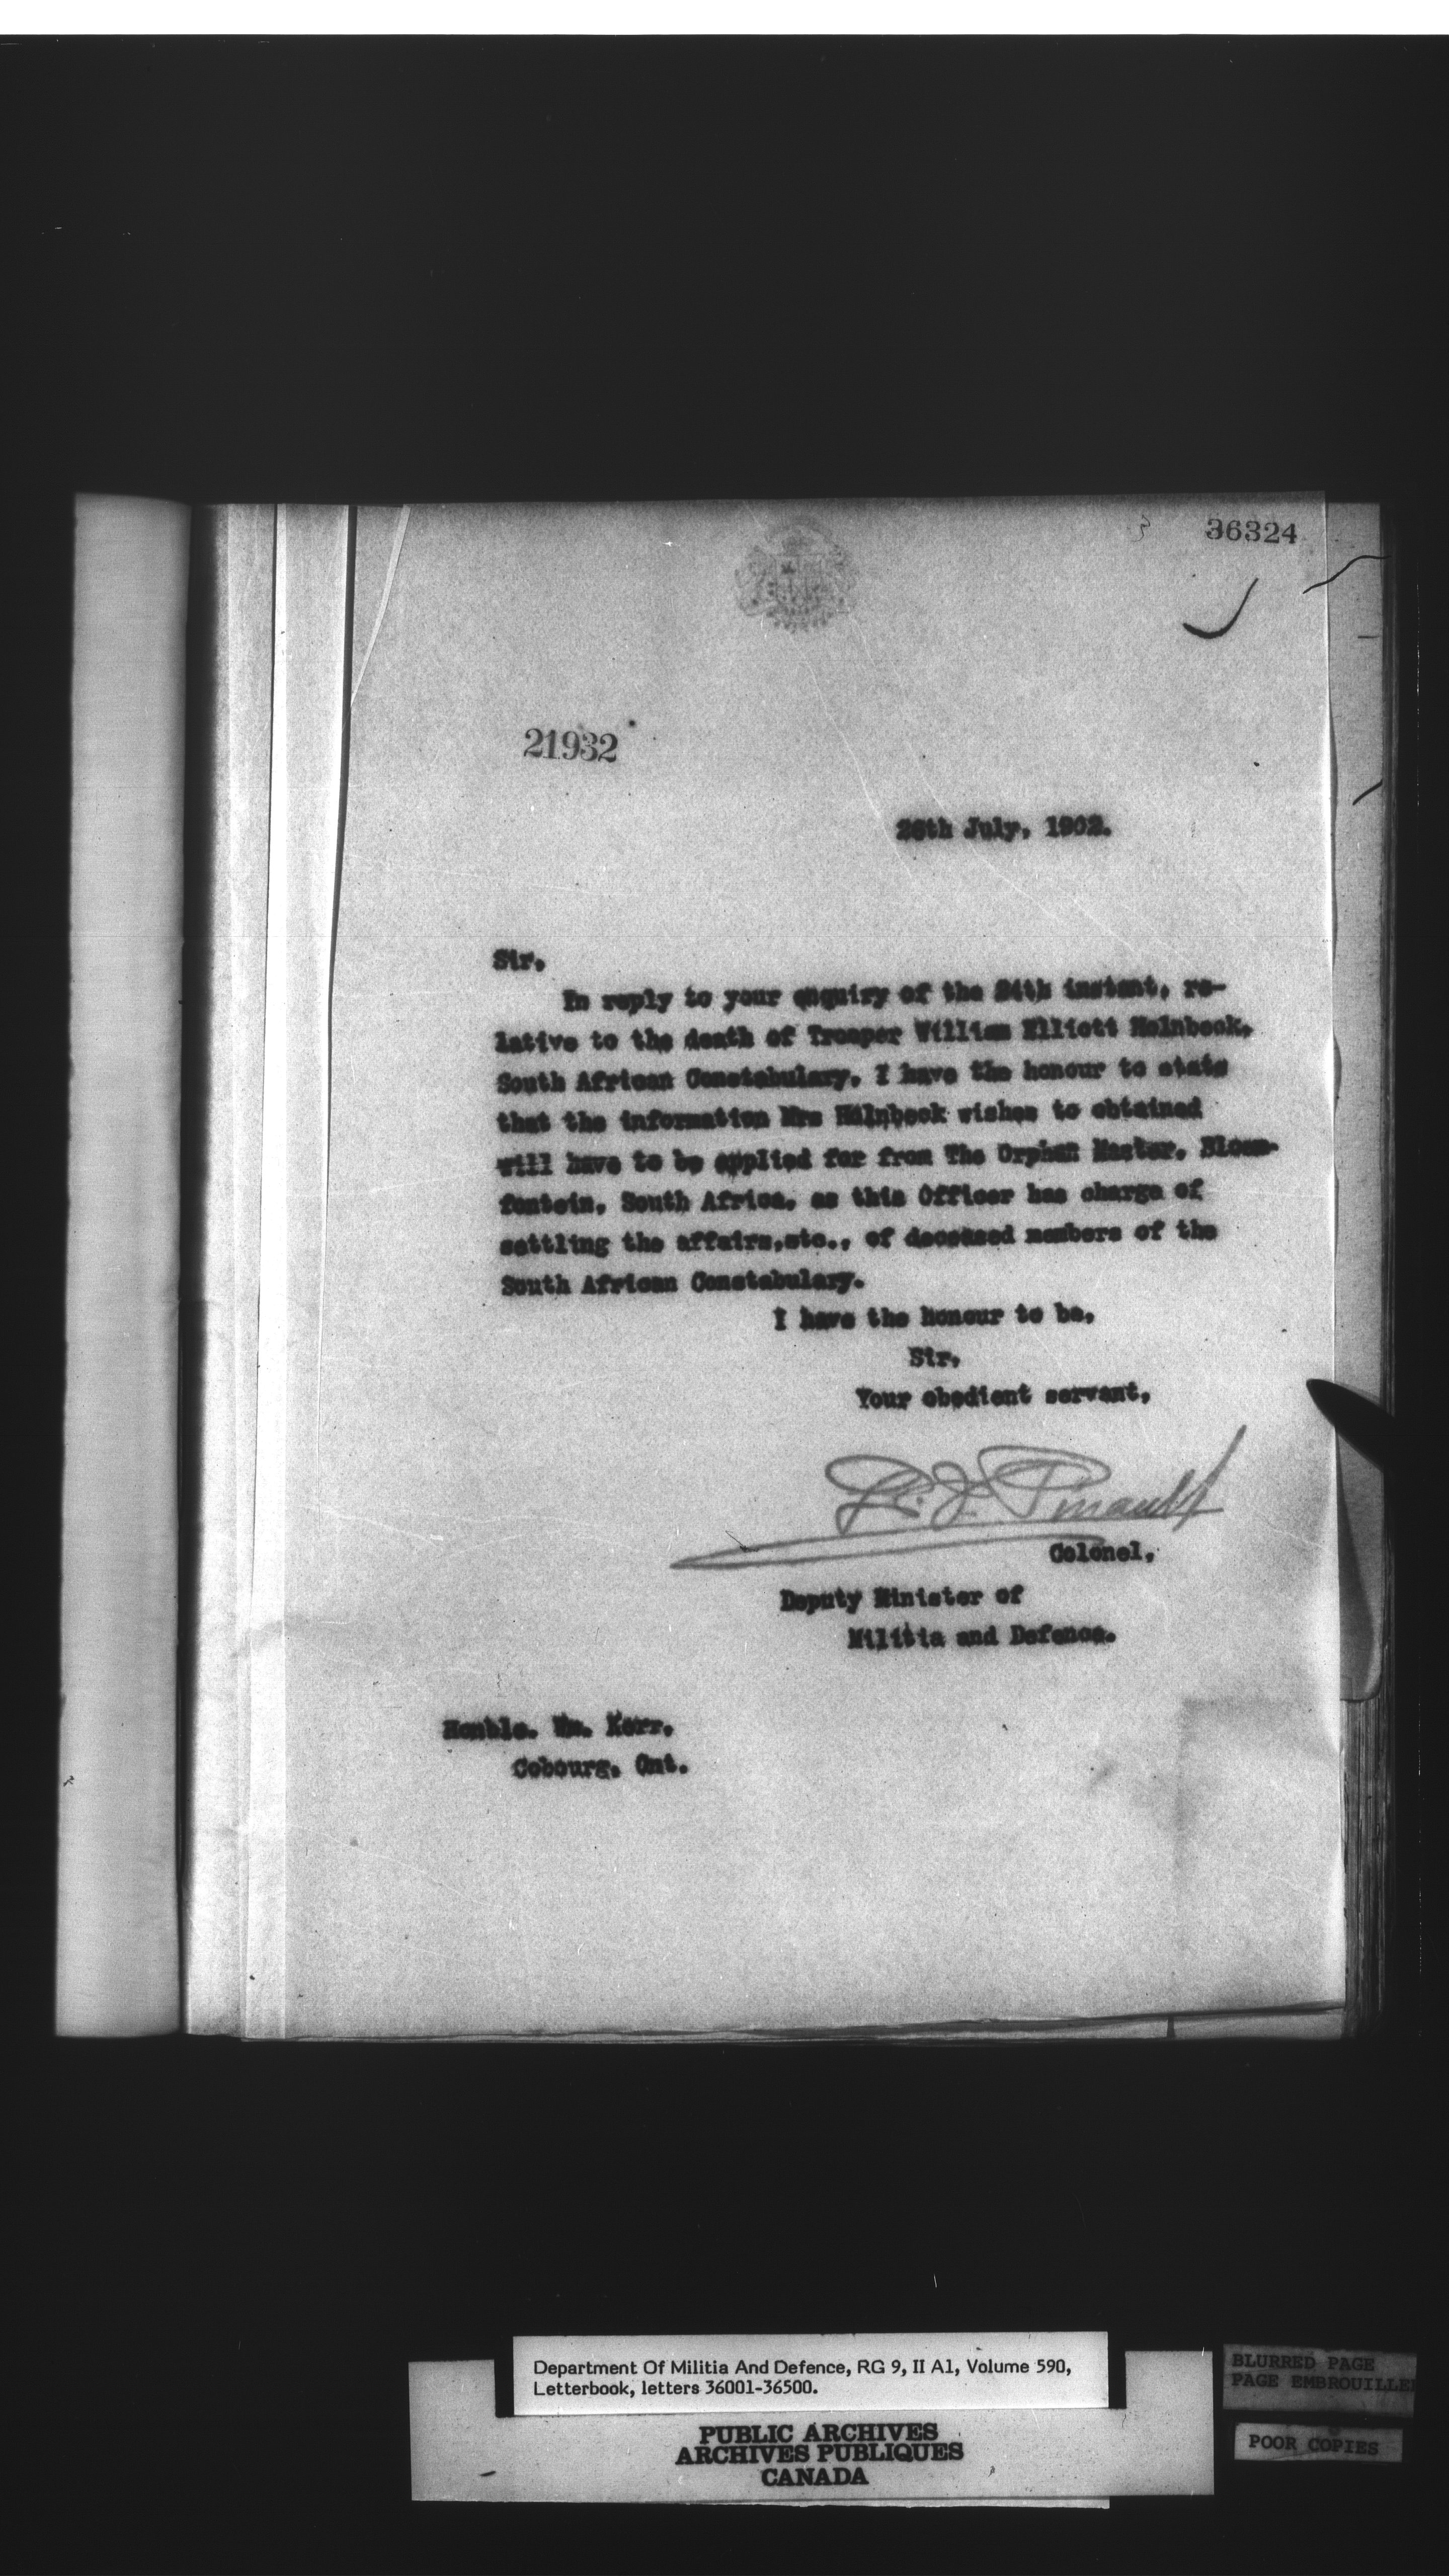 36324
21932
28th July, 1902.
Sir,
In reply to your enquiry of the 24th instant, re-
lative to the death of Trooper William Elliott
South African Constabulary, I have the honour to state
that the information Mrs wishes to obtained
will have to be applied for from The Orphan Master, Bloem-
fontein, South Africa, as this Officer has charge of
settling the affairs,etc., of deceased members of the
South African Constabulary.
I have the honour to be,
Sir,
Your obedient servant,
L. F. Pinault
Colonel,
Deputy Minister of
Militia and Defence.
Honble. Wm. Kerr,
Cobourg, Ont.
Department Of Militia And Defence, RG 9, II A1, Volume 590,
Letterbook, letters 36001-36500.
PUBLIC ARCHIVES
ARCHIVES PUBLIQUES
CANADA
BLURRED PAGE
PAGE EMBROUILLEE
POOR COPIES